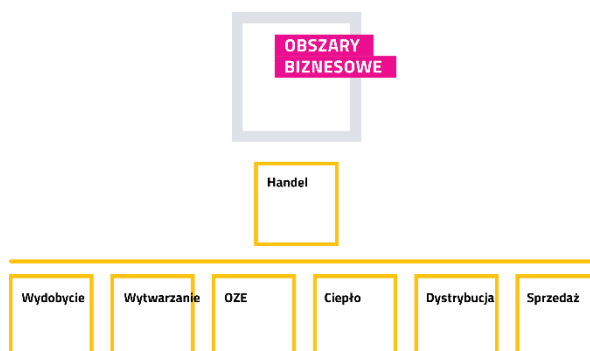 OBSZARY
BIZNESOWE
Handel
Wydobycie
Wytwarzanie
OZE
Ciepło
Dystrybucja
Sprzedaż